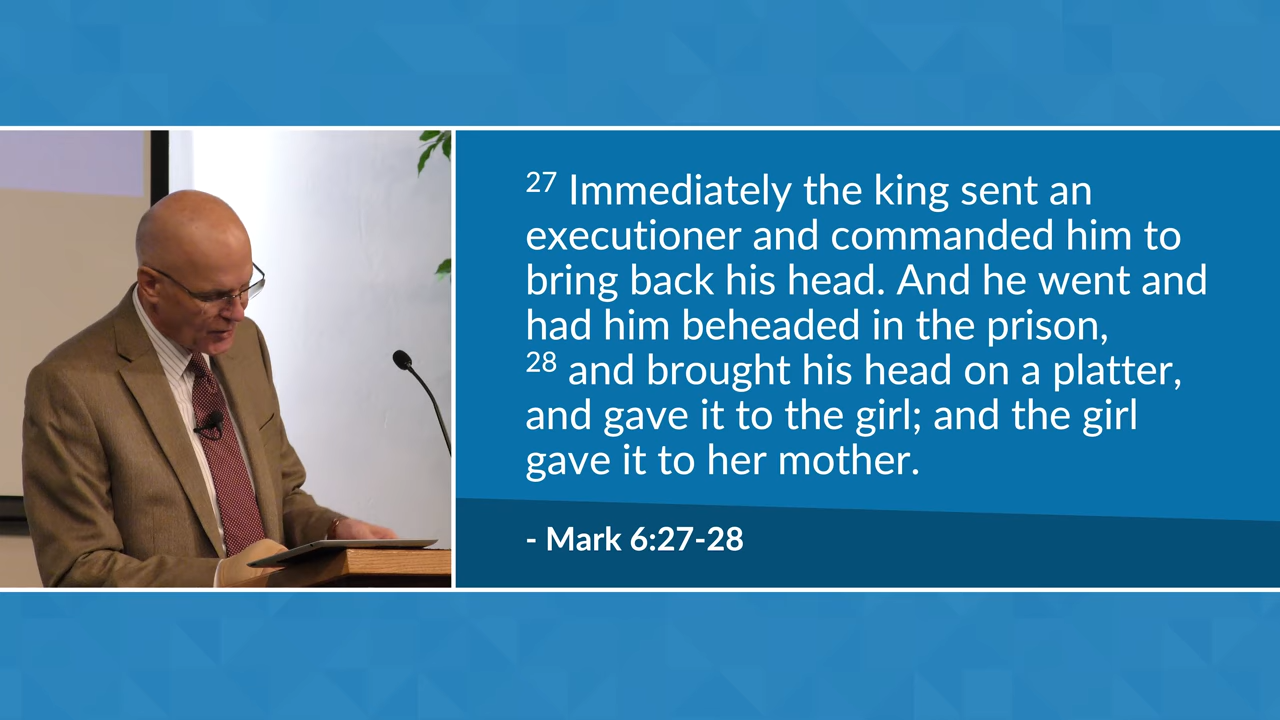 27 Immediately the king sent an
executioner and commanded him to
bring back his head. And he went and
had him beheaded in the prison,
28 and brought his head on a platter,
and gave it to the girl; and the girl
gave it to her mother.
- Mark 6:27-28